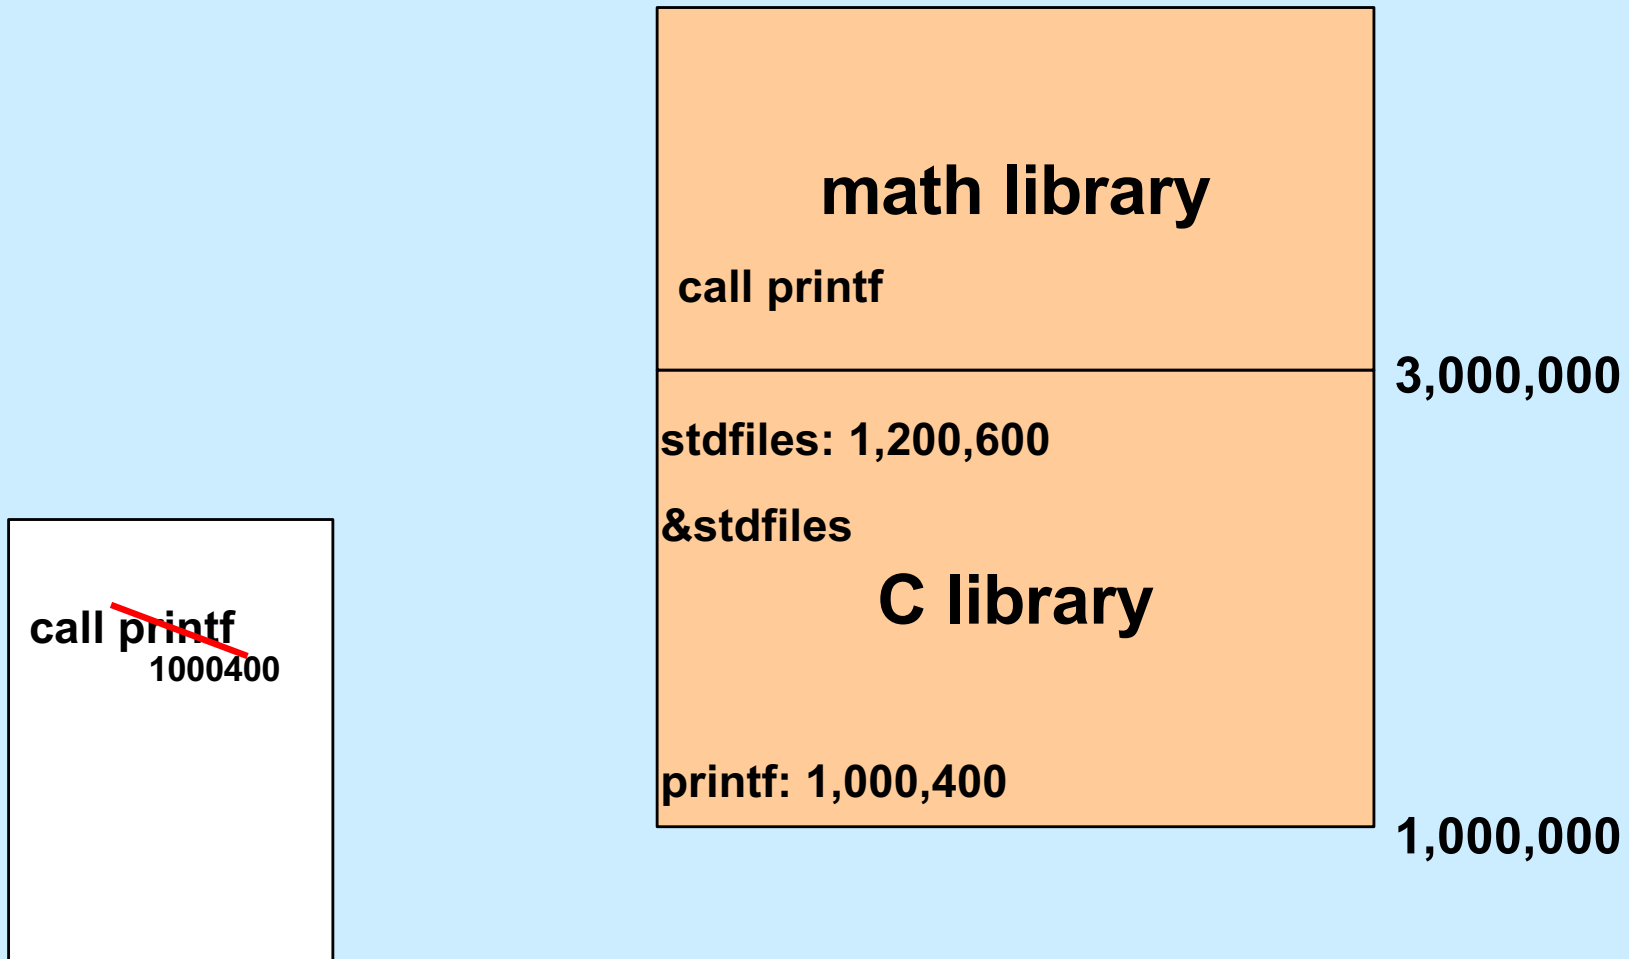 math library
call printf
3,000,000
stdfiles: 1,200,600
&stdfiles
C library
call printf
1000400
printf: 1,000,400
1,000,000